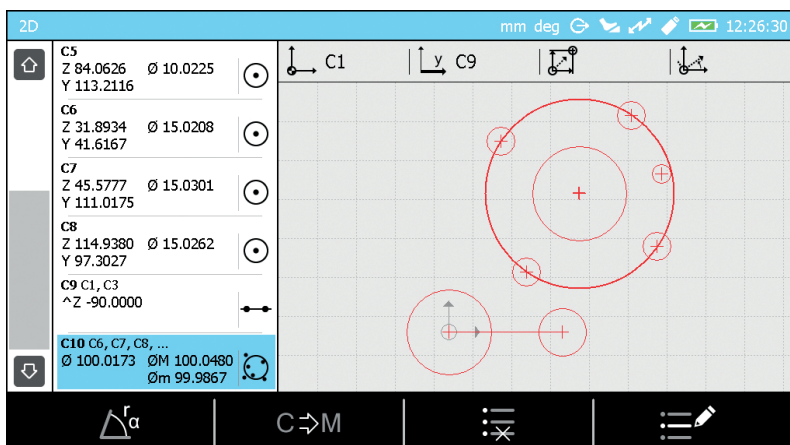 2D mm deg 12:26:30
C1 y C9
C5
Z 84.0626 Ø 10.0225
Y 113.2116
C6
Z 31.8934 Ø 15.0208
Y 41.6167
C7
Z 45.5777 Ø 15.0301
Y 111.0175
C8
Z 114.9380 Ø 15.0262
Y 97.3027
C9 C1, C3
^Z -90.0000
C10 C6, C7, C8, ...
Ø 100.0173 ØM 100.0480
Øm 99.9867
r α
C⇨M